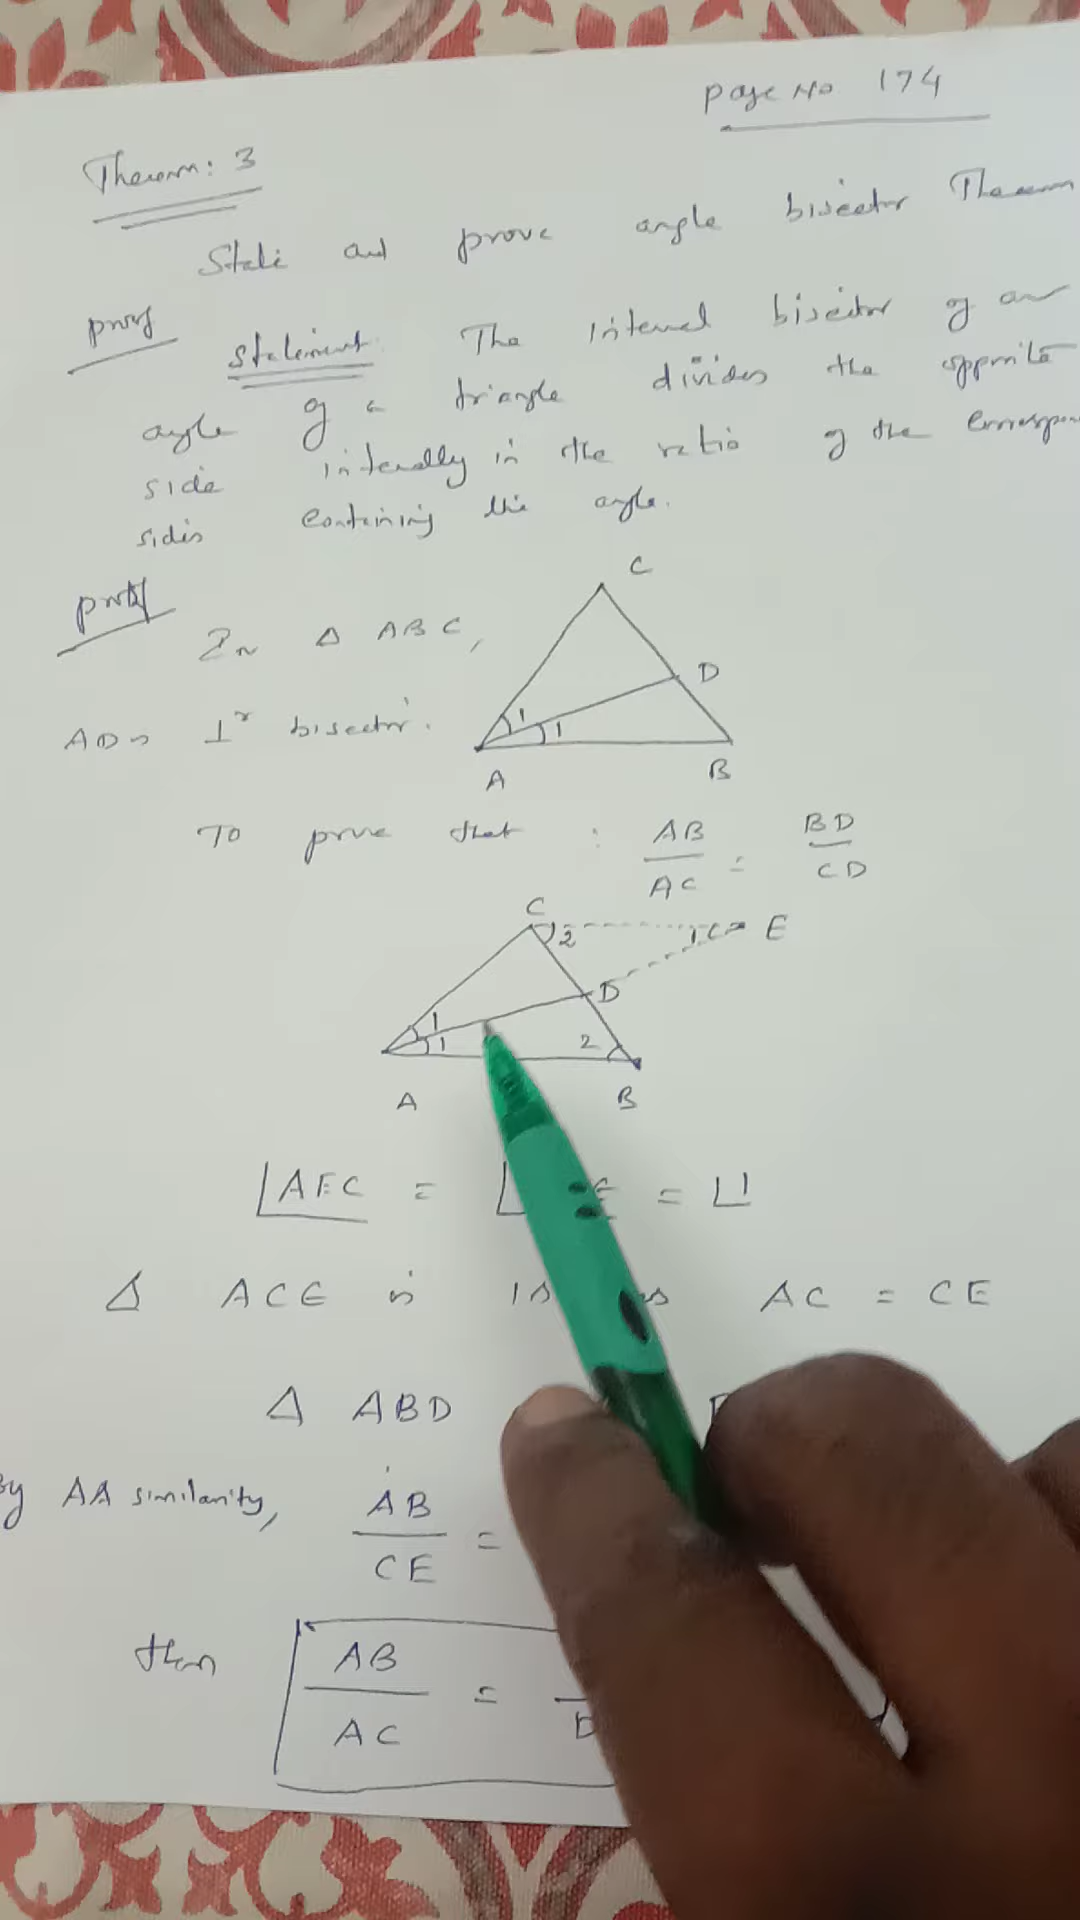 Page No 174
Theorem: 3
State and prove angle bisector Theorem
proof
Statement: The internal bisector of an
angle of a triangle divides the opposite
side internally in the ratio of the correspon
sides containing the angle.
proof
In Δ ABC,
C
D
1
1
A
B
AD is ⊥r bisector.
To prove that : AB/AC = BD/CD
C
2
E
D
1
1
1
2
A
B
∠AEC = ∠ = ∠1
Δ ACE is AC = CE
Δ ABD
By AA similarity, AB/CE =
then AB/AC =